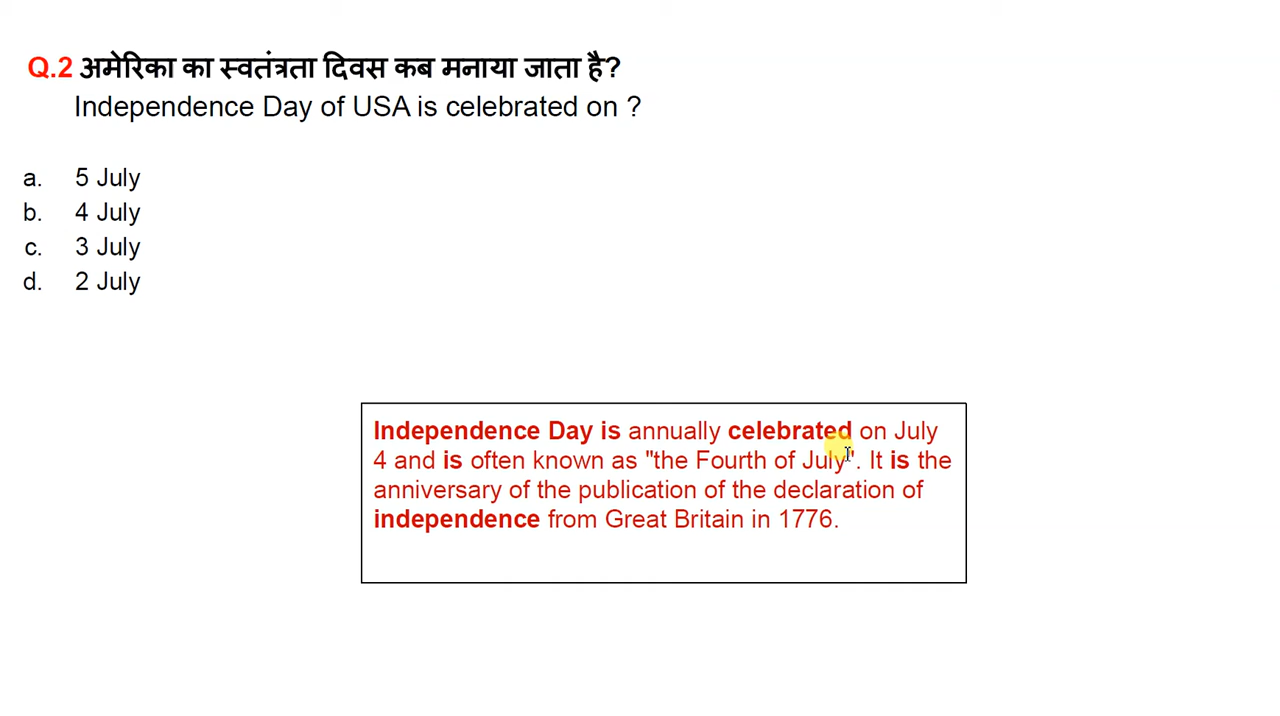 Q.2 अमेरिका का स्वतंत्रता दिवस कब मनाया जाता है?
Independence Day of USA is celebrated on ?
a. 5 July
b. 4 July
c. 3 July
d. 2 July
Independence Day is annually celebrated on July
4 and is often known as "the Fourth of July". It is the
anniversary of the publication of the declaration of
independence from Great Britain in 1776.